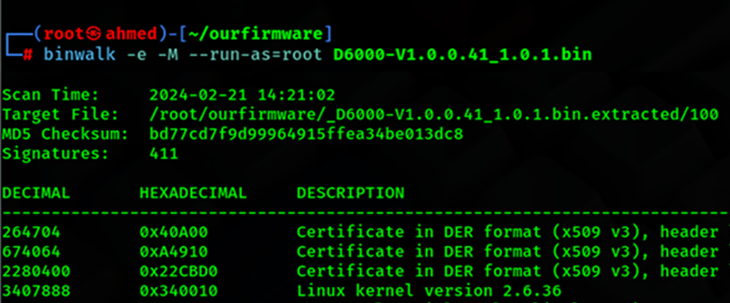 (root㉿ahmed)-[~/ourfirmware]
# binwalk -e -M --run-as=root D6000-V1.0.0.41_1.0.1.bin
Scan Time: 2024-02-21 14:21:02
Target File: /root/ourfirmware/_D6000-V1.0.0.41_1.0.1.bin.extracted/100
MD5 Checksum: bd77cd7f9d99964915ffea34be013dc8
Signatures: 411
DECIMAL HEXADECIMAL DESCRIPTION
--------------------------------------------------------------------------------
264704 0x40A00 Certificate in DER format (x509 v3), header
674064 0xA4910 Certificate in DER format (x509 v3), header
2280400 0x22CBD0 Certificate in DER format (x509 v3), header
3407888 0x340010 Linux kernel version 2.6.36